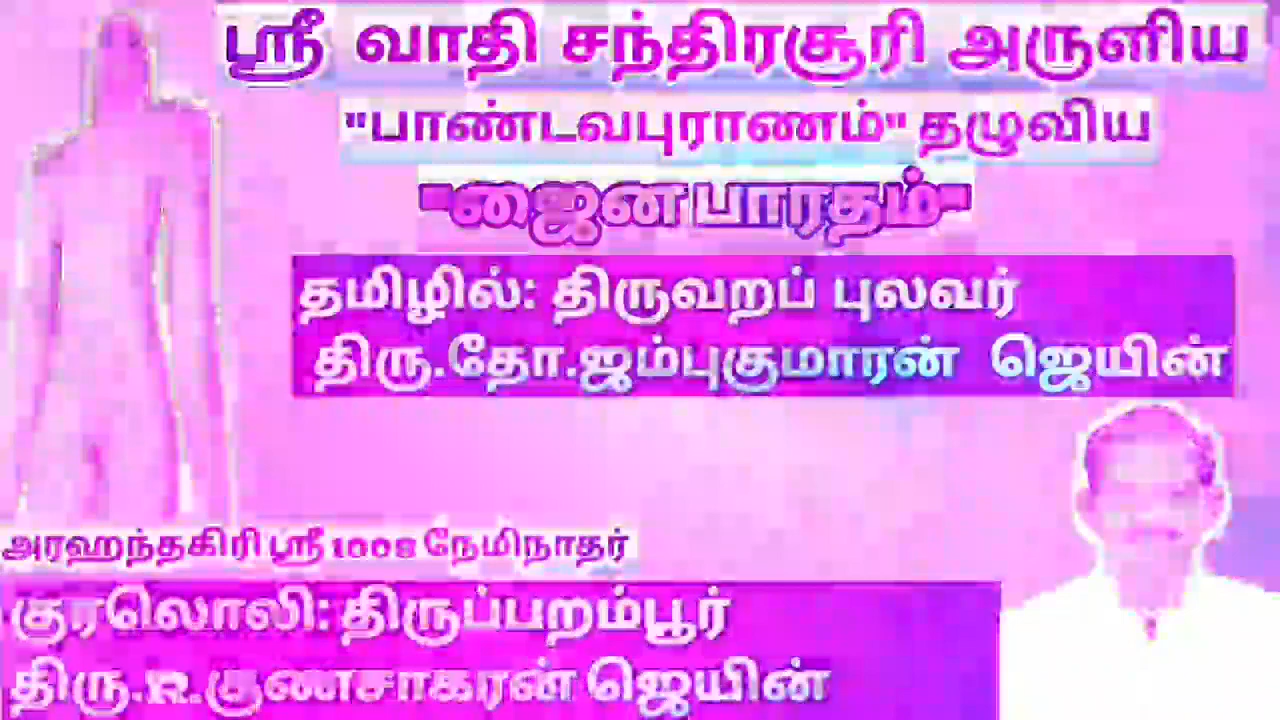 ஸ்ரீ வாதி சந்திரசூரி அருளிய
"பாண்டவபுராணம்" தழுவிய
"ஜைன பாரதம்"
தமிழில்: திருவறப் புலவர்
திரு.தோ.ஜம்புகுமாரன் ஜெயின்
அரஹந்தகிரி ஸ்ரீ 1008 நேமிநாதர்
குரலொலி: திருப்பறம்பூர்
திரு. குணசாகரன் ஜெயின்